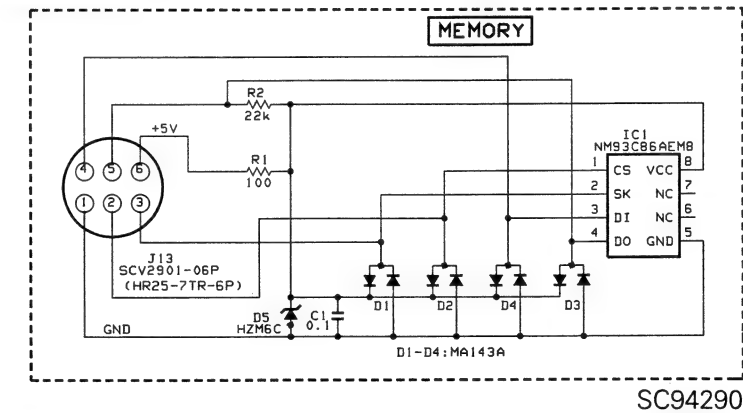 MEMORY
R2
22k
+5V
R1
100
4 5 6
1 2 3
J13
SCV2901-06P
(HR25-7TR-6P)
GND
IC1
NM93C86AEM8
1 CS VCC 8
2 SK NC 7
3 DI NC 6
4 DO GND 5
D1
D2
D4
D3
D5
HZM6C
C1
0.1
D1-D4:MA143A
SC94290